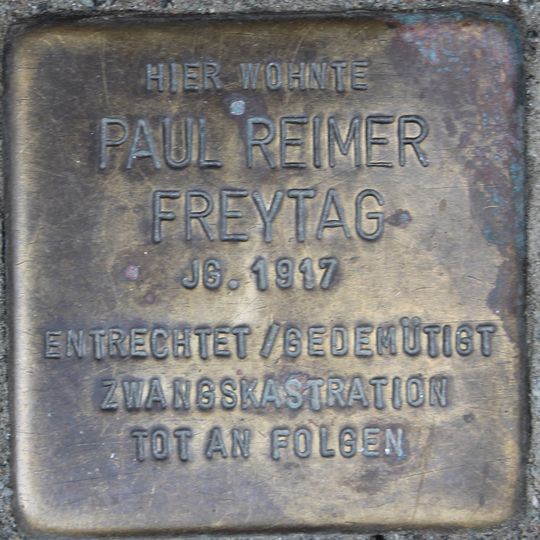 HIER WOHNTE
PAUL REIMER
FREYTAG
JG. 1917
ENTRECHTET/GEDEMÜTIGT
ZWANGSKASTRATION
TOT AN FOLGEN